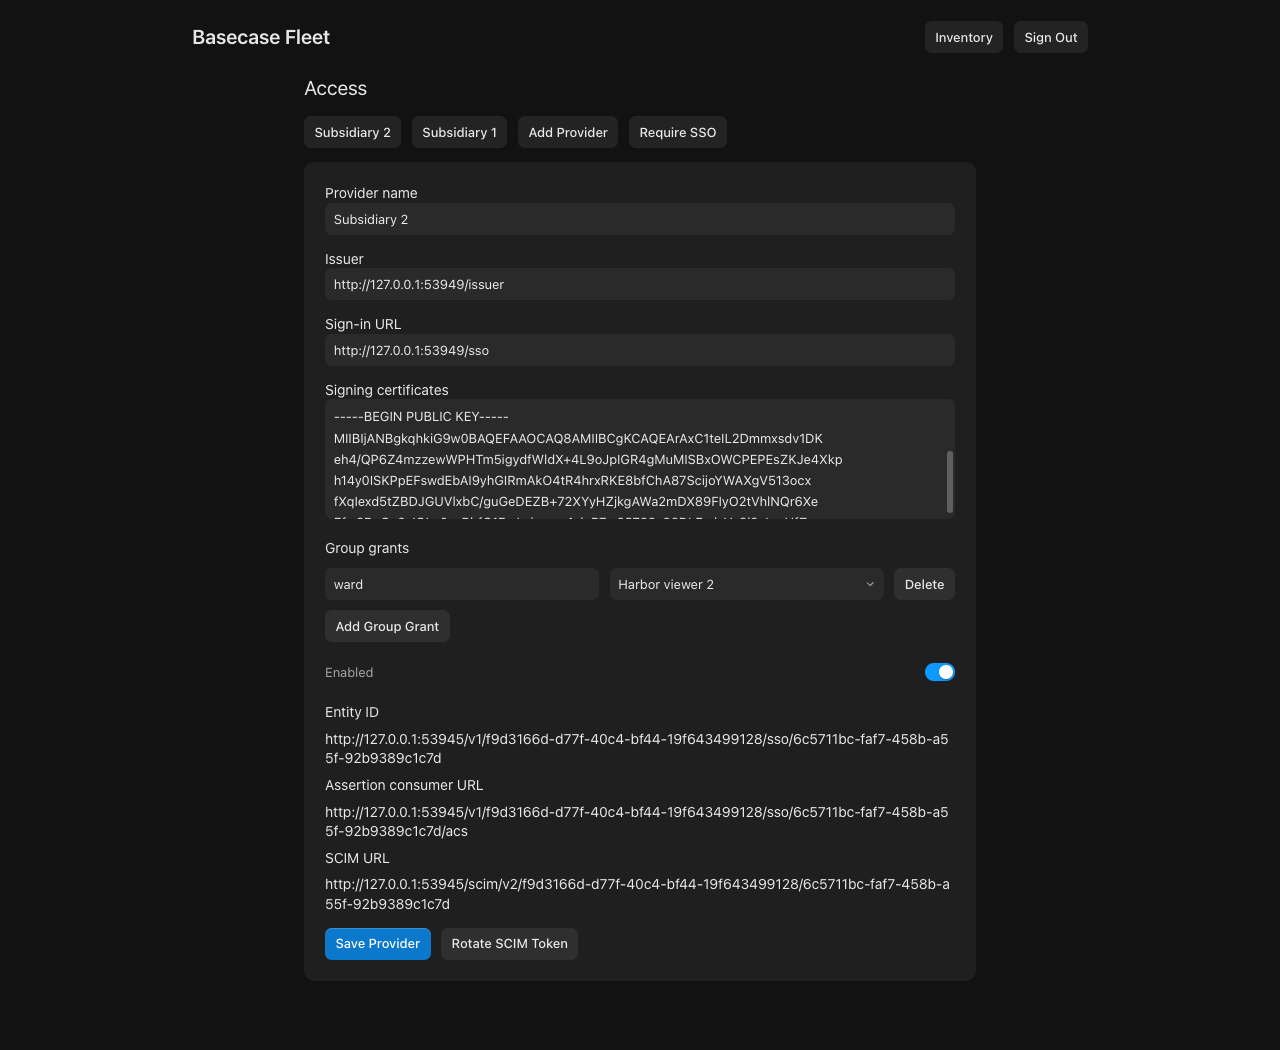 Basecase Fleet
Inventory
Sign Out
Access
Subsidiary 2
Subsidiary 1
Add Provider
Require SSO
Provider name
Subsidiary 2
Issuer
http://127.0.0.1:53949/issuer
Sign-in URL
http://127.0.0.1:53949/sso
Signing certificates
-----BEGIN PUBLIC KEY-----
MIIBIjANBgkqhkiG9w0BAQEFAAOCAQ8AMIIBCgKCAQEArAxC1teIL2Dmmxsdv1DK
eh4/QP6Z4mzzewWPHTm5igydfWIdX+4L9oJpIGR4gMuMISBxOWCPEPEsZKJe4Xkp
h14y0ISKPpEFswdEbAI9yhGIRmAkO4tR4hrxRKE8bfChA87ScijoYWAXgV513ocx
fXqIexd5tZBDJGUVlxbC/guGeDEZB+72XYyHZjkgAWa2mDX89FIyO2tVhINQr6Xe
Group grants
ward
Harbor viewer 2
Delete
Add Group Grant
Enabled
Entity ID
http://127.0.0.1:53945/v1/f9d3166d-d77f-40c4-bf44-19f643499128/sso/6c5711bc-faf7-458b-a5
5f-92b9389c1c7d
Assertion consumer URL
http://127.0.0.1:53945/v1/f9d3166d-d77f-40c4-bf44-19f643499128/sso/6c5711bc-faf7-458b-a5
5f-92b9389c1c7d/acs
SCIM URL
http://127.0.0.1:53945/scim/v2/f9d3166d-d77f-40c4-bf44-19f643499128/6c5711bc-faf7-458b-a
55f-92b9389c1c7d
Save Provider
Rotate SCIM Token